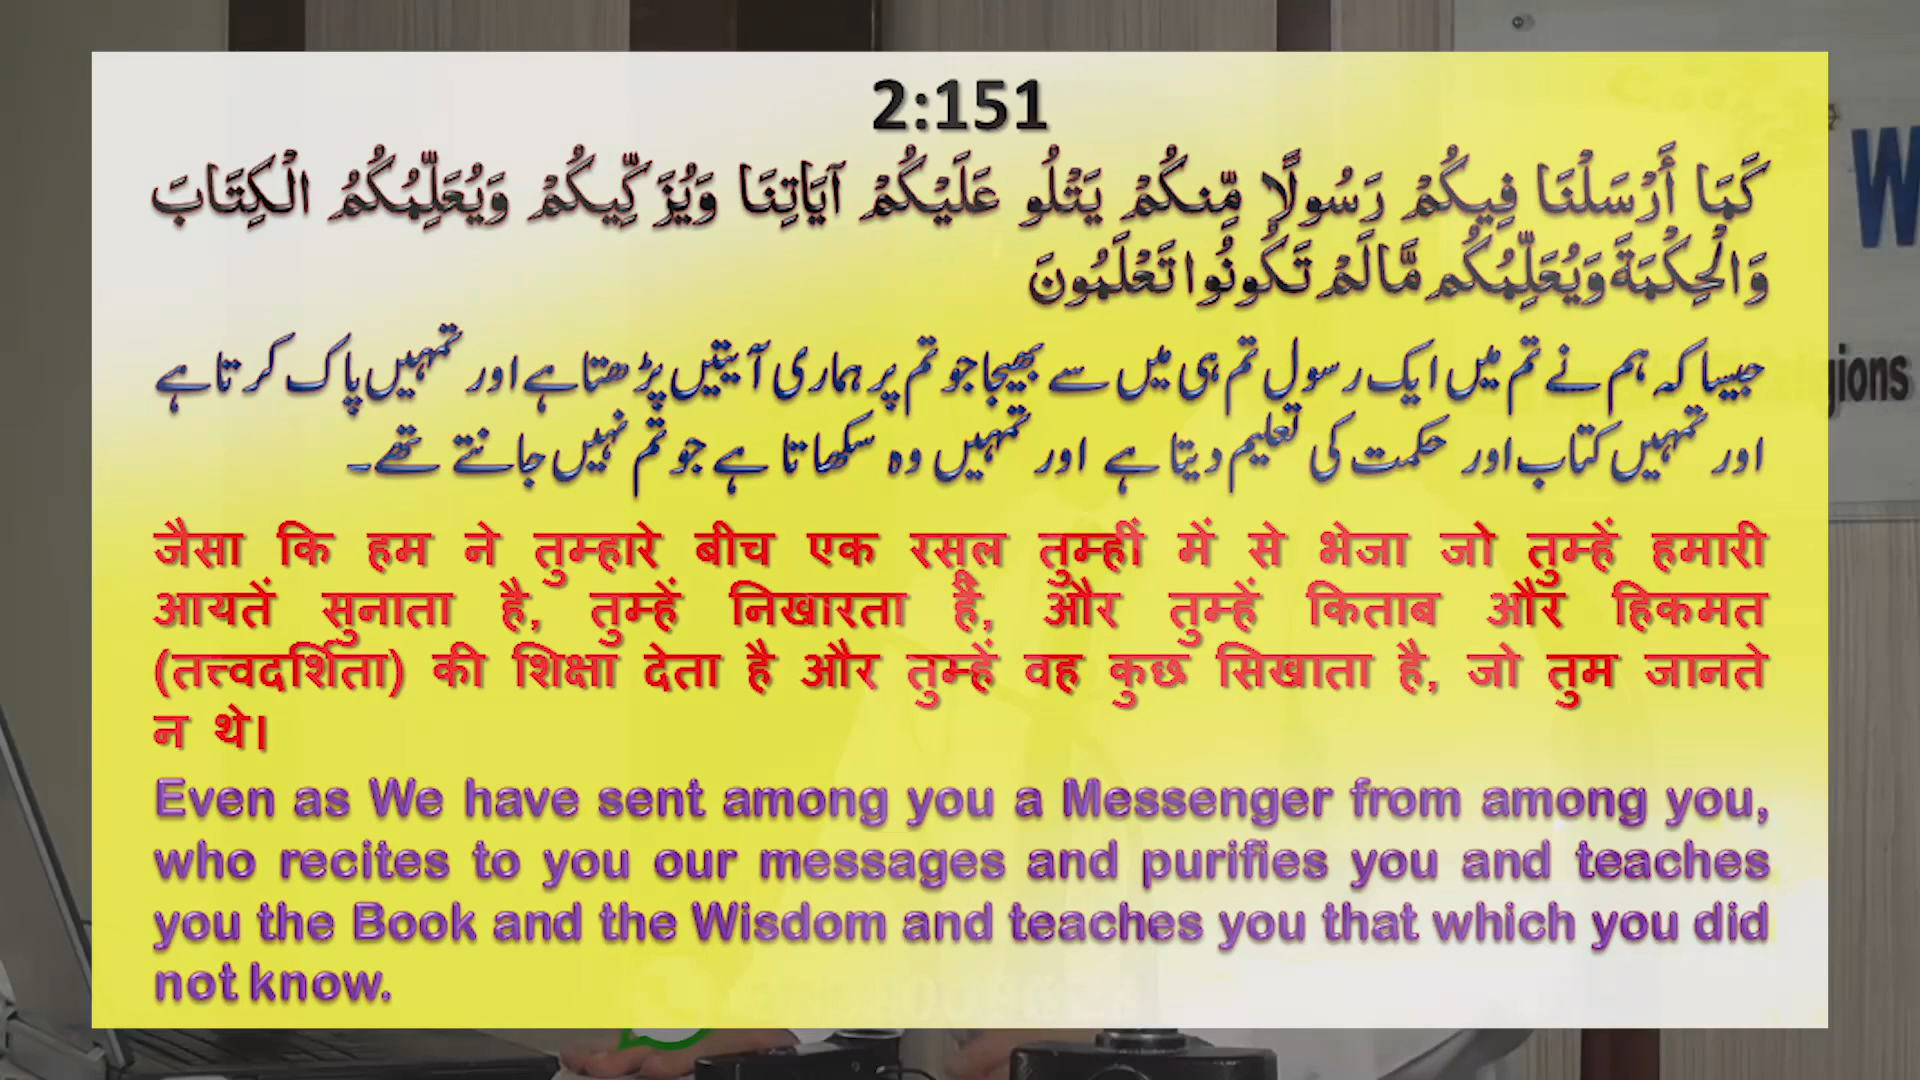 2:151
كَمَا أَرْسَلْنَا فِيكُمْ رَسُولًا مِّنكُمْ يَتْلُو عَلَيْكُمْ آيَاتِنَا وَيُزَكِّيكُمْ وَيُعَلِّمُكُمُ الْكِتَابَ
وَالْحِكْمَةَ وَيُعَلِّمُكُم مَّا لَمْ تَكُونُوا تَعْلَمُونَ
جیسا کہ ہم نے تم میں ایک رسول تم ہی میں سے بھیجا جو تم پر ہماری آیتیں پڑھتا ہے اور تمہیں پاک کرتا ہے
اور تمہیں کتاب اور حکمت کی تعلیم دیتا ہے اور تمہیں وہ سکھاتا ہے جو تم نہیں جانتے تھے۔
जैसा कि हम ने तुम्हारे बीच एक रसूल तुम्हीं में से भेजा जो तुम्हें हमारी
आयतें सुनाता है, तुम्हें निखारता है, और तुम्हें किताब और हिकमत
(तत्त्वदर्शिता) की शिक्षा देता है और तुम्हें वह कुछ सिखाता है, जो तुम जानते
न थे।
Even as We have sent among you a Messenger from among you,
who recites to you our messages and purifies you and teaches
you the Book and the Wisdom and teaches you that which you did
not know.
W
gions